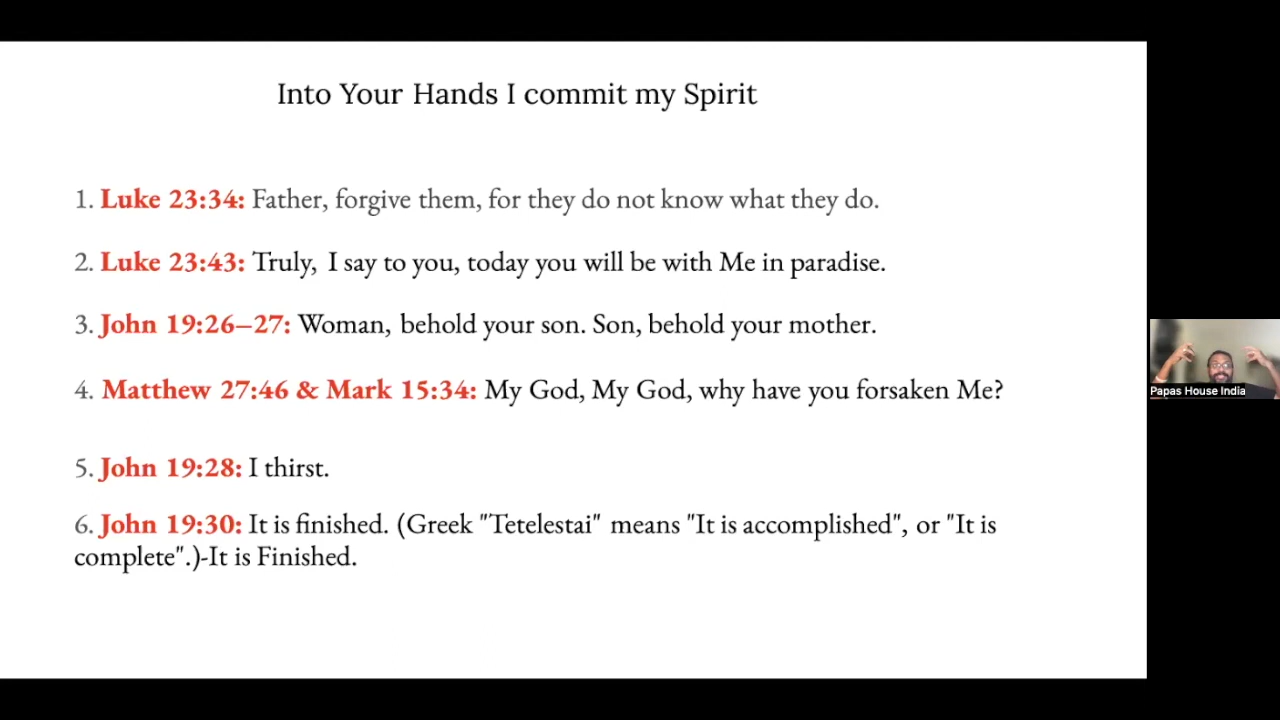 Into Your Hands I commit my Spirit
1. Luke 23:34: Father, forgive them, for they do not know what they do.
2. Luke 23:43: Truly, I say to you, today you will be with Me in paradise.
3. John 19:26–27: Woman, behold your son. Son, behold your mother.
4. Matthew 27:46 & Mark 15:34: My God, My God, why have you forsaken Me?
5. John 19:28: I thirst.
6. John 19:30: It is finished. (Greek "Tetelestai" means "It is accomplished", or "It is
complete".)-It is Finished.
Papas House India